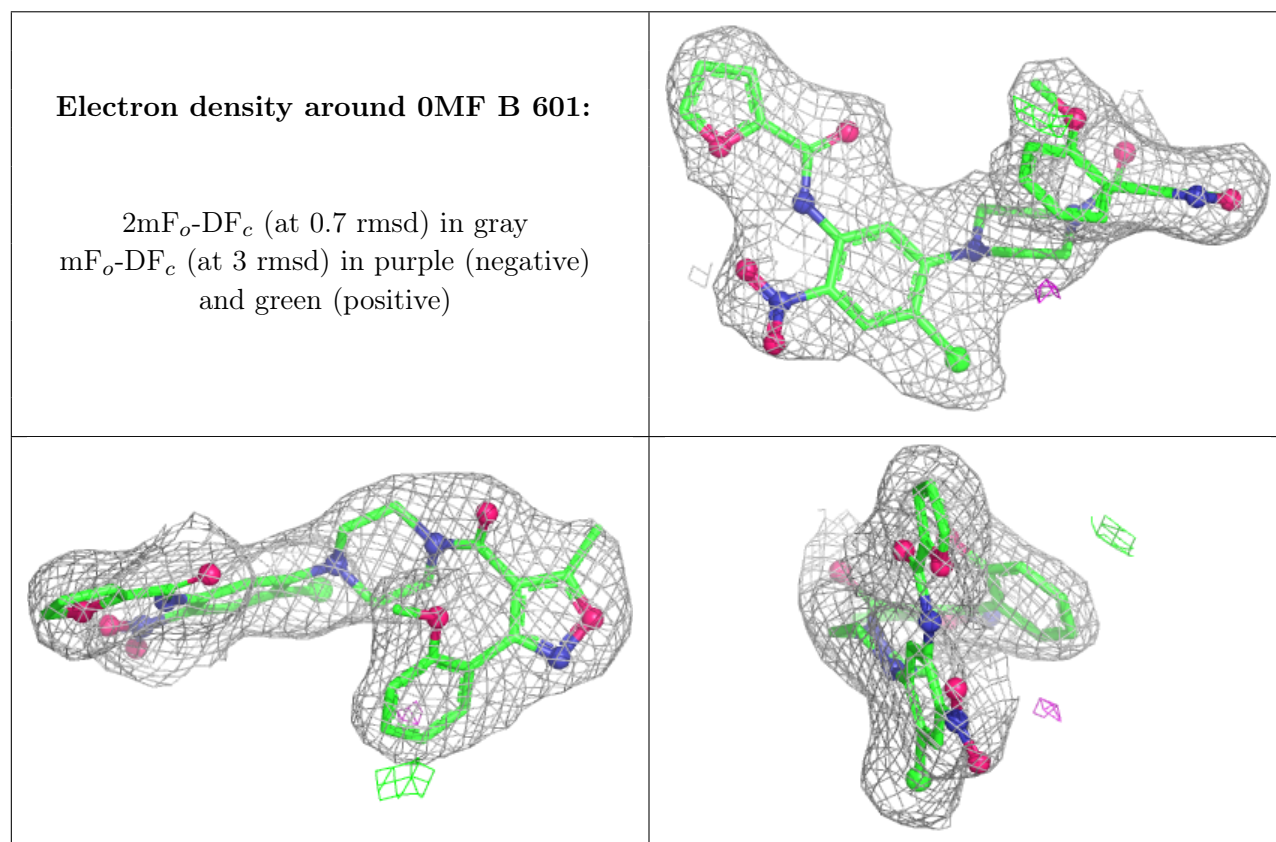 Electron density around 0MF B 601:
2mFo-DFc (at 0.7 rmsd) in gray
mFo-DFc (at 3 rmsd) in purple (negative)
and green (positive)